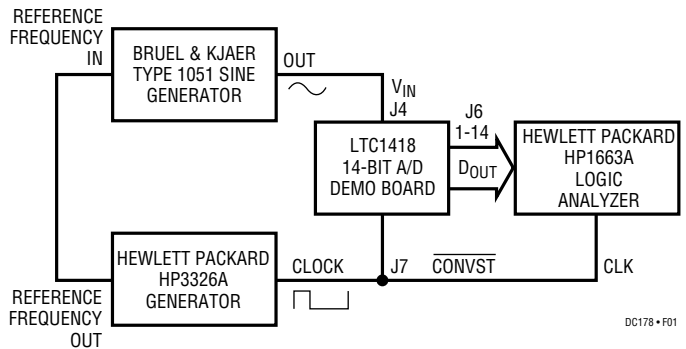 REFERENCE
FREQUENCY
IN
BRUEL & KJAER
TYPE 1051 SINE
GENERATOR
OUT
VIN
J4
J6
1-14
LTC1418
14-BIT A/D
DEMO BOARD
DOUT
HEWLETT PACKARD
HP1663A
LOGIC
ANALYZER
HEWLETT PACKARD
HP3326A
GENERATOR
CLOCK
J7
CONVST
CLK
REFERENCE
FREQUENCY
OUT
DC178 • F01